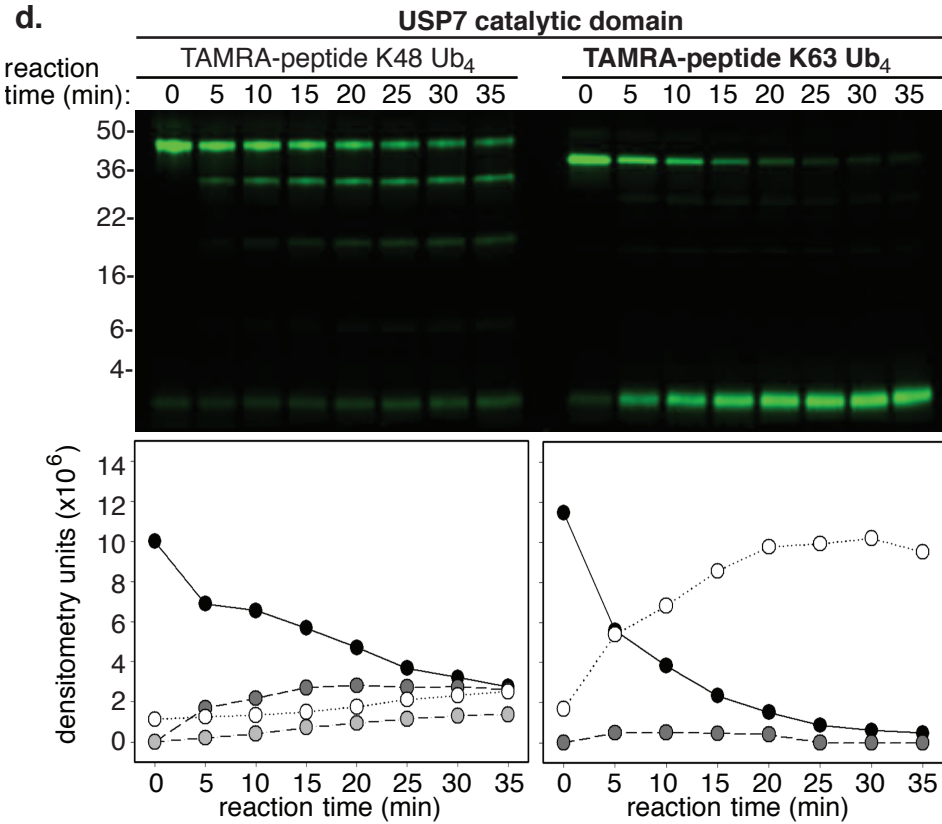 d.
USP7 catalytic domain
TAMRA-peptide K48 Ub4 TAMRA-peptide K63 Ub4
reaction
time (min): 0 5 10 15 20 25 30 35 0 5 10 15 20 25 30 35
50-
36-
22-
16-
6-
4-
densitometry units (x10^6)
14
12
10
8
6
4
2
0
0 5 10 15 20 25 30 35 0 5 10 15 20 25 30 35
reaction time (min) reaction time (min)